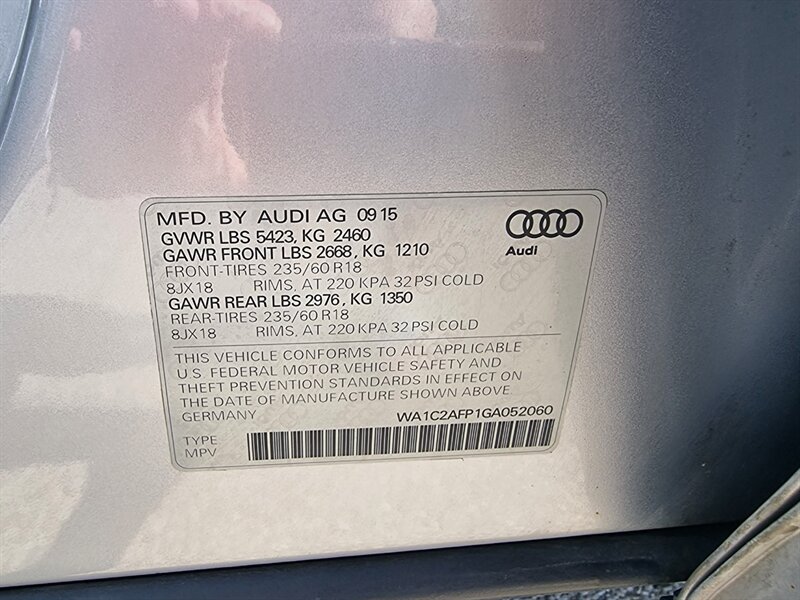 MFD. BY AUDI AG 09 15
GVWR LBS 5423, KG 2460
GAWR FRONT LBS 2668, KG 1210
FRONT-TIRES 235/60 R18
8JX18 RIMS, AT 220 KPA 32 PSI COLD
GAWR REAR LBS 2976, KG 1350
REAR-TIRES 235/60 R18
8JX18 RIMS, AT 220 KPA 32 PSI COLD
Audi
THIS VEHICLE CONFORMS TO ALL APPLICABLE
U.S. FEDERAL MOTOR VEHICLE SAFETY AND
THEFT PREVENTION STANDARDS IN EFFECT ON
THE DATE OF MANUFACTURE SHOWN ABOVE.
GERMANY WA1C2AFP1GA052060
TYPE
MPV